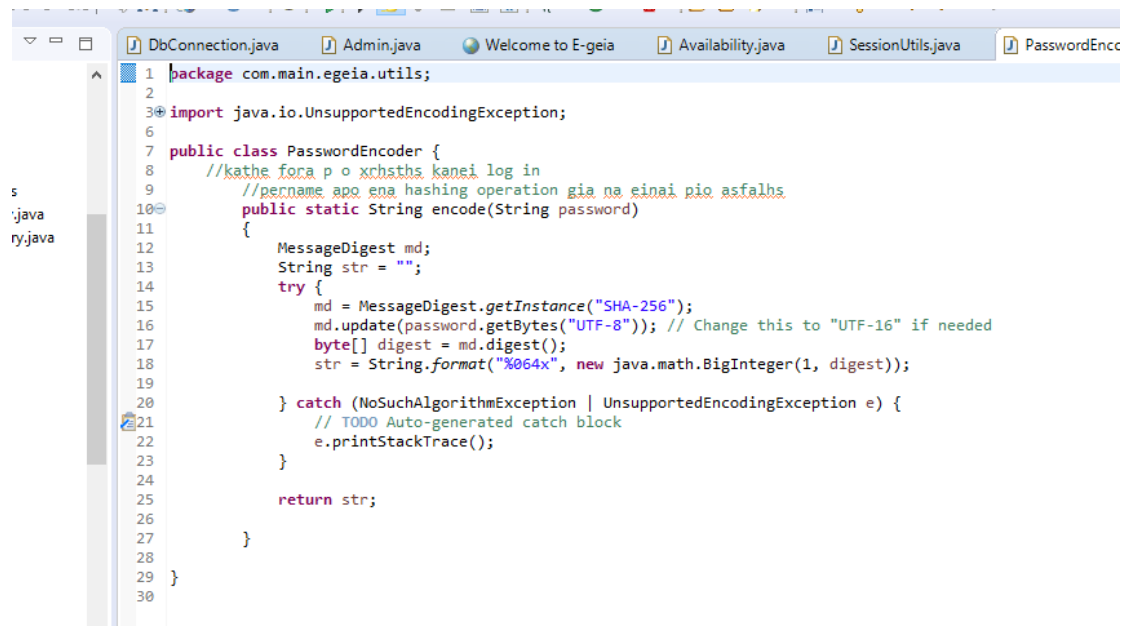 DbConnection.java Admin.java Welcome to E-geia Availability.java SessionUtils.java PasswordEnco
1 package com.main.egeia.utils;
2
3 import java.io.UnsupportedEncodingException;
6
7 public class PasswordEncoder {
8 //kathe fora p o xrhsths kanei log in
s
9 //pername apo ena hashing operation gia na einai pio asfalhs
.java
10 public static String encode(String password)
ry.java
11 {
12 MessageDigest md;
13 String str = "";
14 try {
15 md = MessageDigest.getInstance("SHA-256");
16 md.update(password.getBytes("UTF-8")); // Change this to "UTF-16" if needed
17 byte[] digest = md.digest();
18 str = String.format("%064x", new java.math.BigInteger(1, digest));
19
20 } catch (NoSuchAlgorithmException | UnsupportedEncodingException e) {
21 // TODO Auto-generated catch block
22 e.printStackTrace();
23 }
24
25 return str;
26
27 }
28
29 }
30